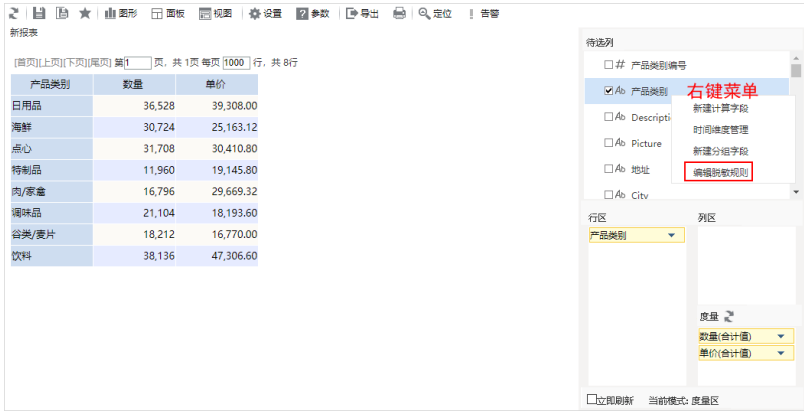 图形 面板 视图 设置 参数 导出 定位 告警
新报表
[首页][上页][下页][尾页] 第1 页，共 1页 每页 1000 行，共 8行
产品类别 数量 单价
日用品 36,528 39,308.00
海鲜 30,724 25,163.12
点心 31,708 30,410.80
特制品 11,960 19,145.80
肉/家禽 16,796 29,669.32
调味品 21,104 18,193.60
谷类/麦片 18,212 16,770.00
饮料 38,136 47,306.60
待选列
# 产品类别编号
Ab 产品类别
右键菜单
新建计算字段
Ab Descripti
时间维度管理
Ab Picture
新建分组字段
Ab 地址
编辑脱敏规则
Ab City
行区 列区
产品类别
度量
数量(合计值)
单价(合计值)
立即刷新 当前模式: 度量区